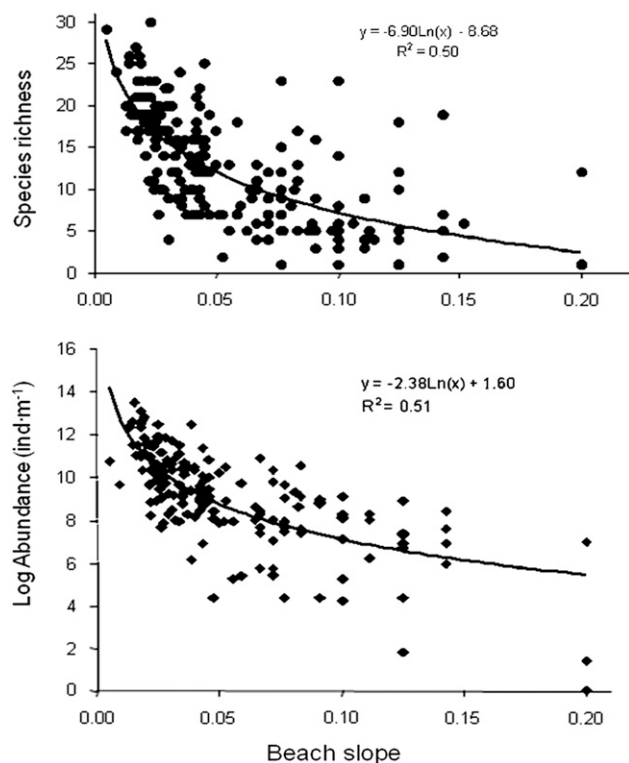 30
25
20
15
10
5
0
Species richness
y = -6.90Ln(x) - 8.68
R² = 0.50
0.00 0.05 0.10 0.15 0.20
16
14
12
10
8
6
4
2
0
Log Abundance (ind·m⁻¹)
y = -2.38Ln(x) + 1.60
R² = 0.51
0.00 0.05 0.10 0.15 0.20
Beach slope